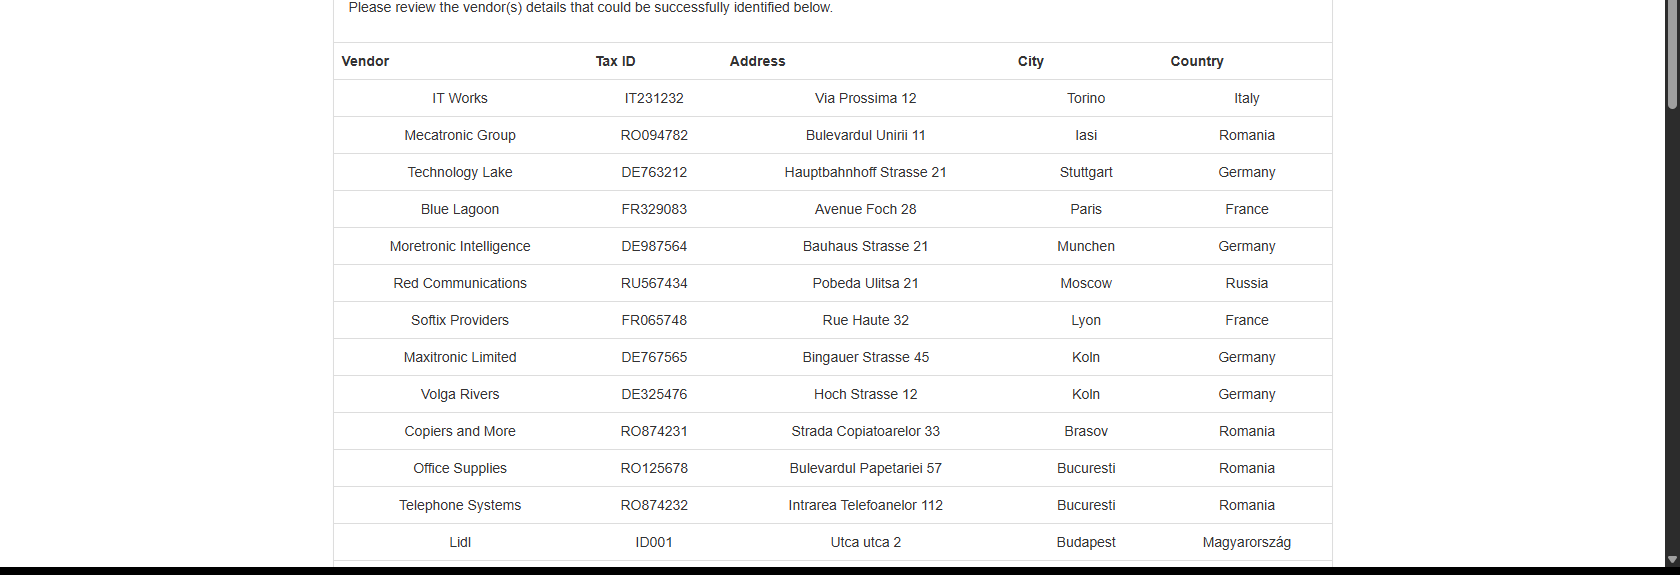 Please review the vendor(s) details that could be successfully identified below.
Vendor Tax ID Address City Country
IT Works IT231232 Via Prossima 12 Torino Italy
Mecatronic Group RO094782 Bulevardul Unirii 11 Iasi Romania
Technology Lake DE763212 Hauptbahnhoff Strasse 21 Stuttgart Germany
Blue Lagoon FR329083 Avenue Foch 28 Paris France
Moretronic Intelligence DE987564 Bauhaus Strasse 21 Munchen Germany
Red Communications RU567434 Pobeda Ulitsa 21 Moscow Russia
Softix Providers FR065748 Rue Haute 32 Lyon France
Maxitronic Limited DE767565 Bingauer Strasse 45 Koln Germany
Volga Rivers DE325476 Hoch Strasse 12 Koln Germany
Copiers and More RO874231 Strada Copiatoarelor 33 Brasov Romania
Office Supplies RO125678 Bulevardul Papetariei 57 Bucuresti Romania
Telephone Systems RO874232 Intrarea Telefoanelor 112 Bucuresti Romania
Lidl ID001 Utca utca 2 Budapest Magyarország